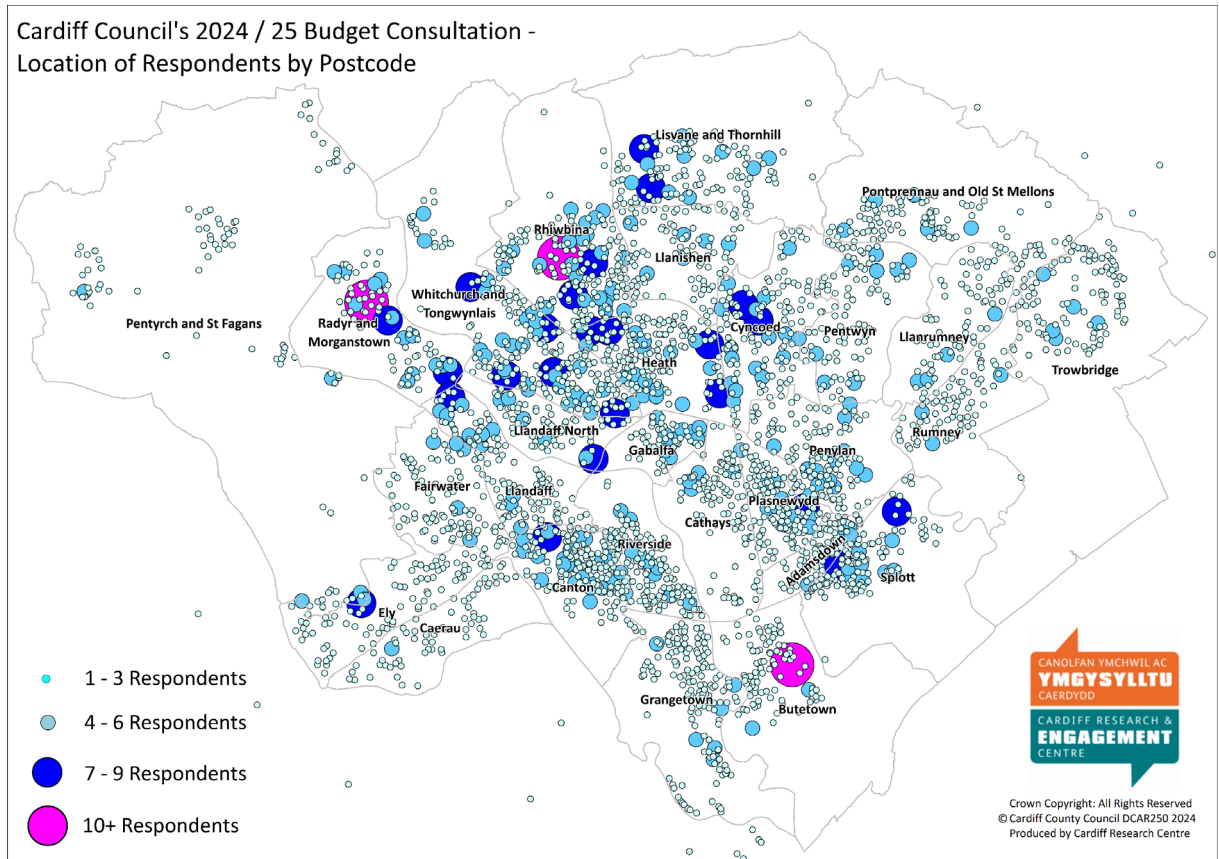 Cardiff Council's 2024 / 25 Budget Consultation -
Location of Respondents by Postcode
Lisvane and Thornhill
Pontprennau and Old St Mellons
Rhiwbina
Llanishen
Whitchurch and
Tongwynlais
Pentyrch and St Fagans
Radyr and
Morganstown
Cyncoed
Pentwyn
Llanrumney
Heath
Trowbridge
Llandaff North
Rumney
Gabalfa
Penylan
Fairwater
Llandaff
Plasnewydd
Cathays
Riverside
Adamsdown
Splott
Canton
Ely
Caerau
Grangetown
Butetown
1 - 3 Respondents
4 - 6 Respondents
7 - 9 Respondents
10+ Respondents
CANOLFAN YMCHWIL AC
YMGYSYLLTU
CAERDYDD
CARDIFF RESEARCH &
ENGAGEMENT
CENTRE
Crown Copyright: All Rights Reserved
© Cardiff County Council DCAR250 2024
Produced by Cardiff Research Centre